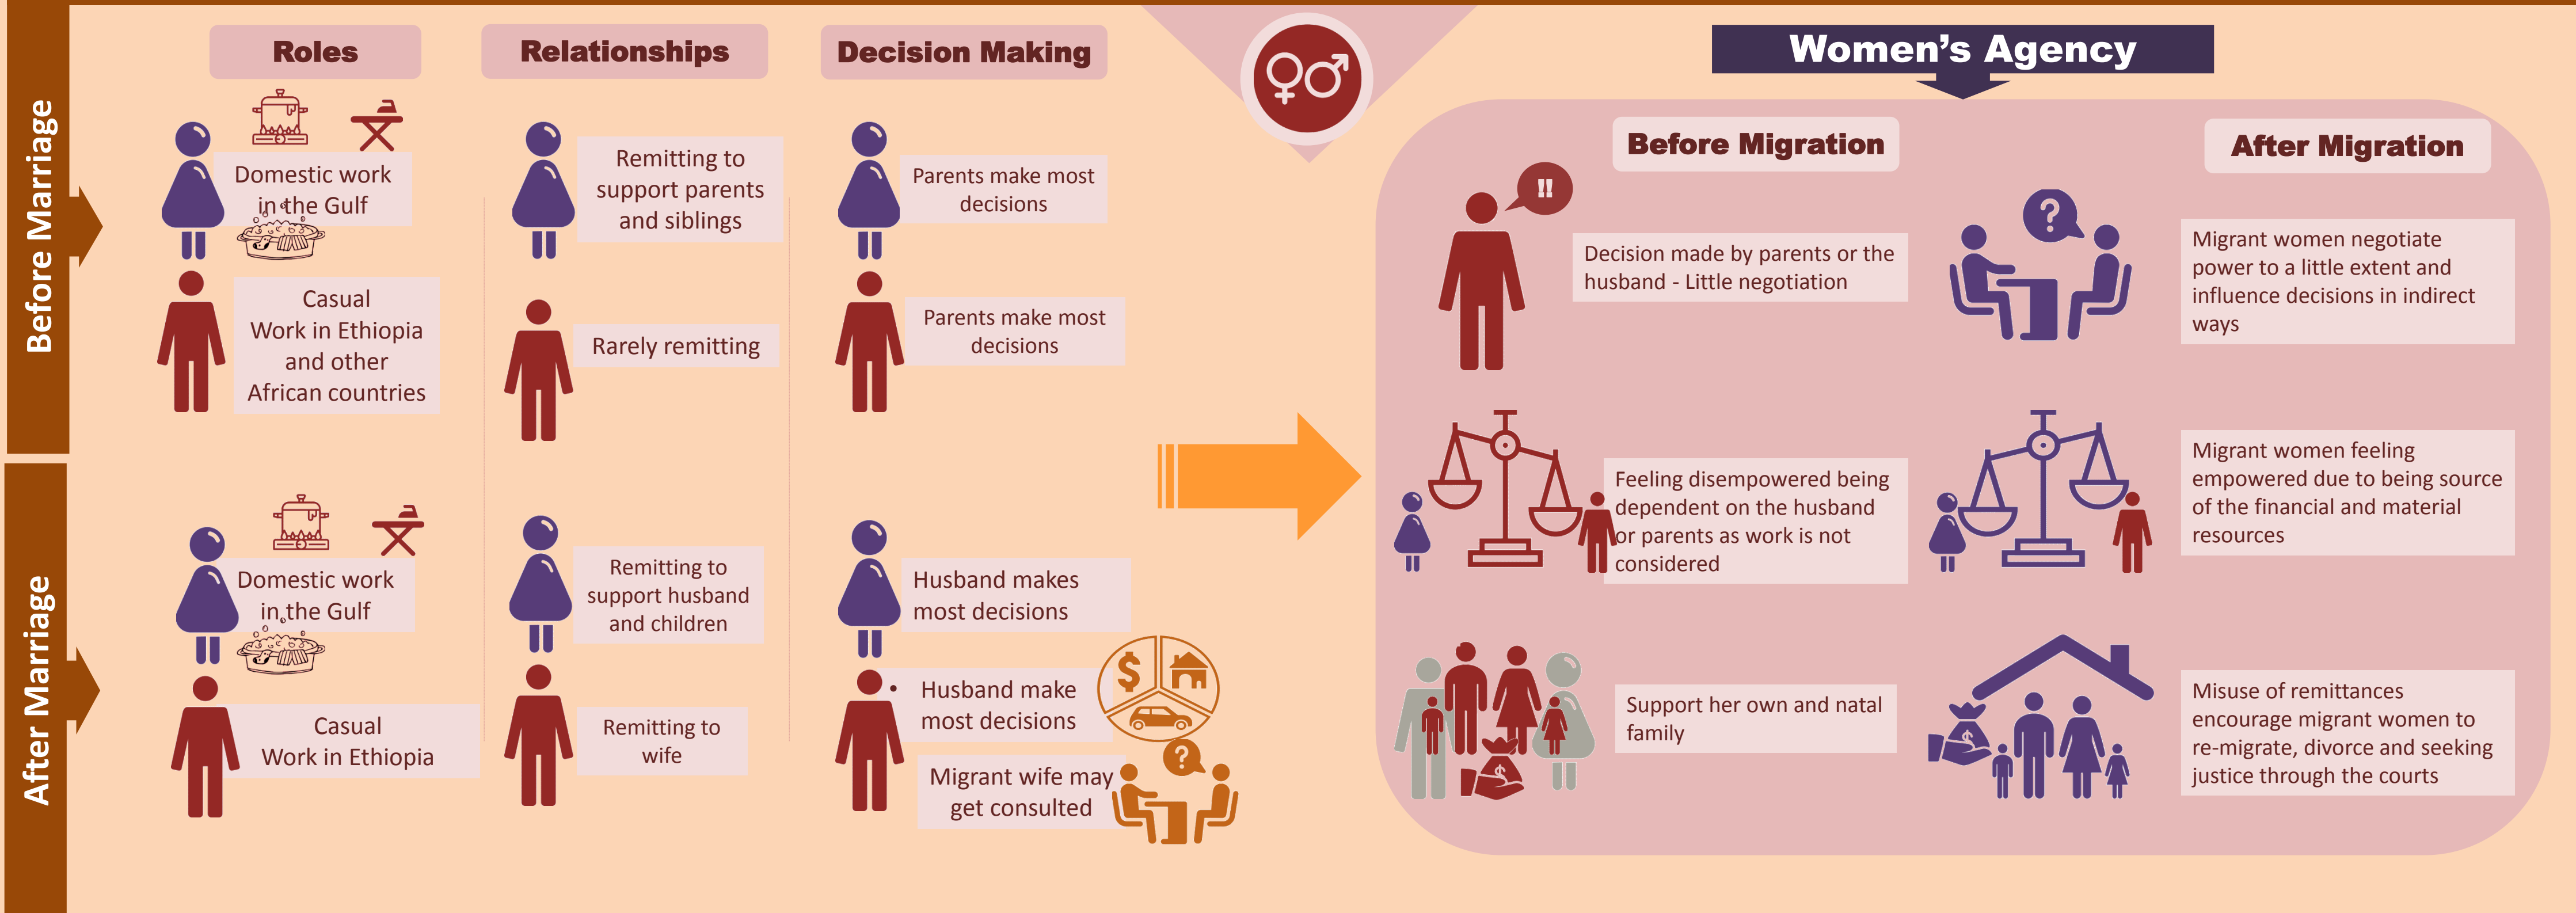 Before Marriage
Roles
Domestic work
in the Gulf
Casual
Work in Ethiopia
and other
African countries
Relationships
Remitting to
support parents
and siblings
Rarely remitting
Decision Making
Parents make most
decisions
Parents make most
decisions
After Marriage
Domestic work
in the Gulf
Casual
Work in Ethiopia
Remitting to
support husband
and children
Remitting to
wife
Husband makes
most decisions
• Husband make
most decisions
$
Migrant wife may
get consulted
?
Women's Agency
Before Migration
!!
Decision made by parents or the
husband - Little negotiation
Feeling disempowered being
dependent on the husband
or parents as work is not
considered
$
Support her own and natal
family
After Migration
?
Migrant women negotiate
power to a little extent and
influence decisions in indirect
ways
Migrant women feeling
empowered due to being source
of the financial and material
resources
$
Misuse of remittances
encourage migrant women to
re-migrate, divorce and seeking
justice through the courts